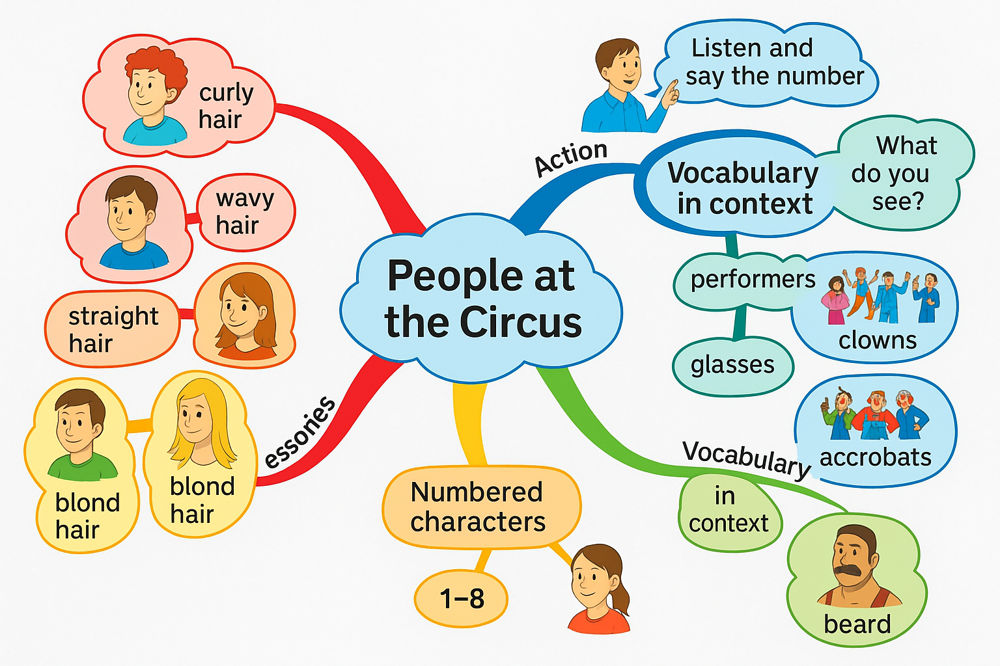 People at
the Circus
curly
hair
wavy
hair
straight
hair
blond
hair
blond
hair
essories
Numbered
characters
1–8
Action
Listen and
say the number
Vocabulary
in context
What
do you
see?
performers
clowns
glasses
accrobats
Vocabulary
in
context
beard